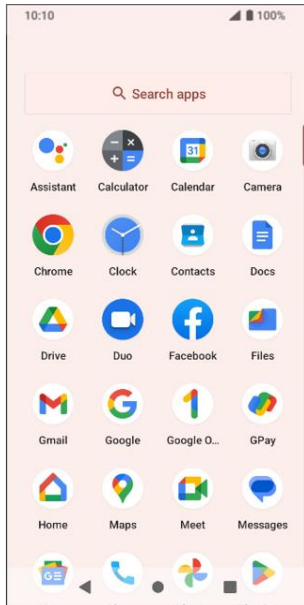 10:10 100%
Search apps
Assistant Calculator Calendar Camera
Chrome Clock Contacts Docs
Drive Duo Facebook Files
Gmail Google Google O... GPay
Home Maps Meet Messages